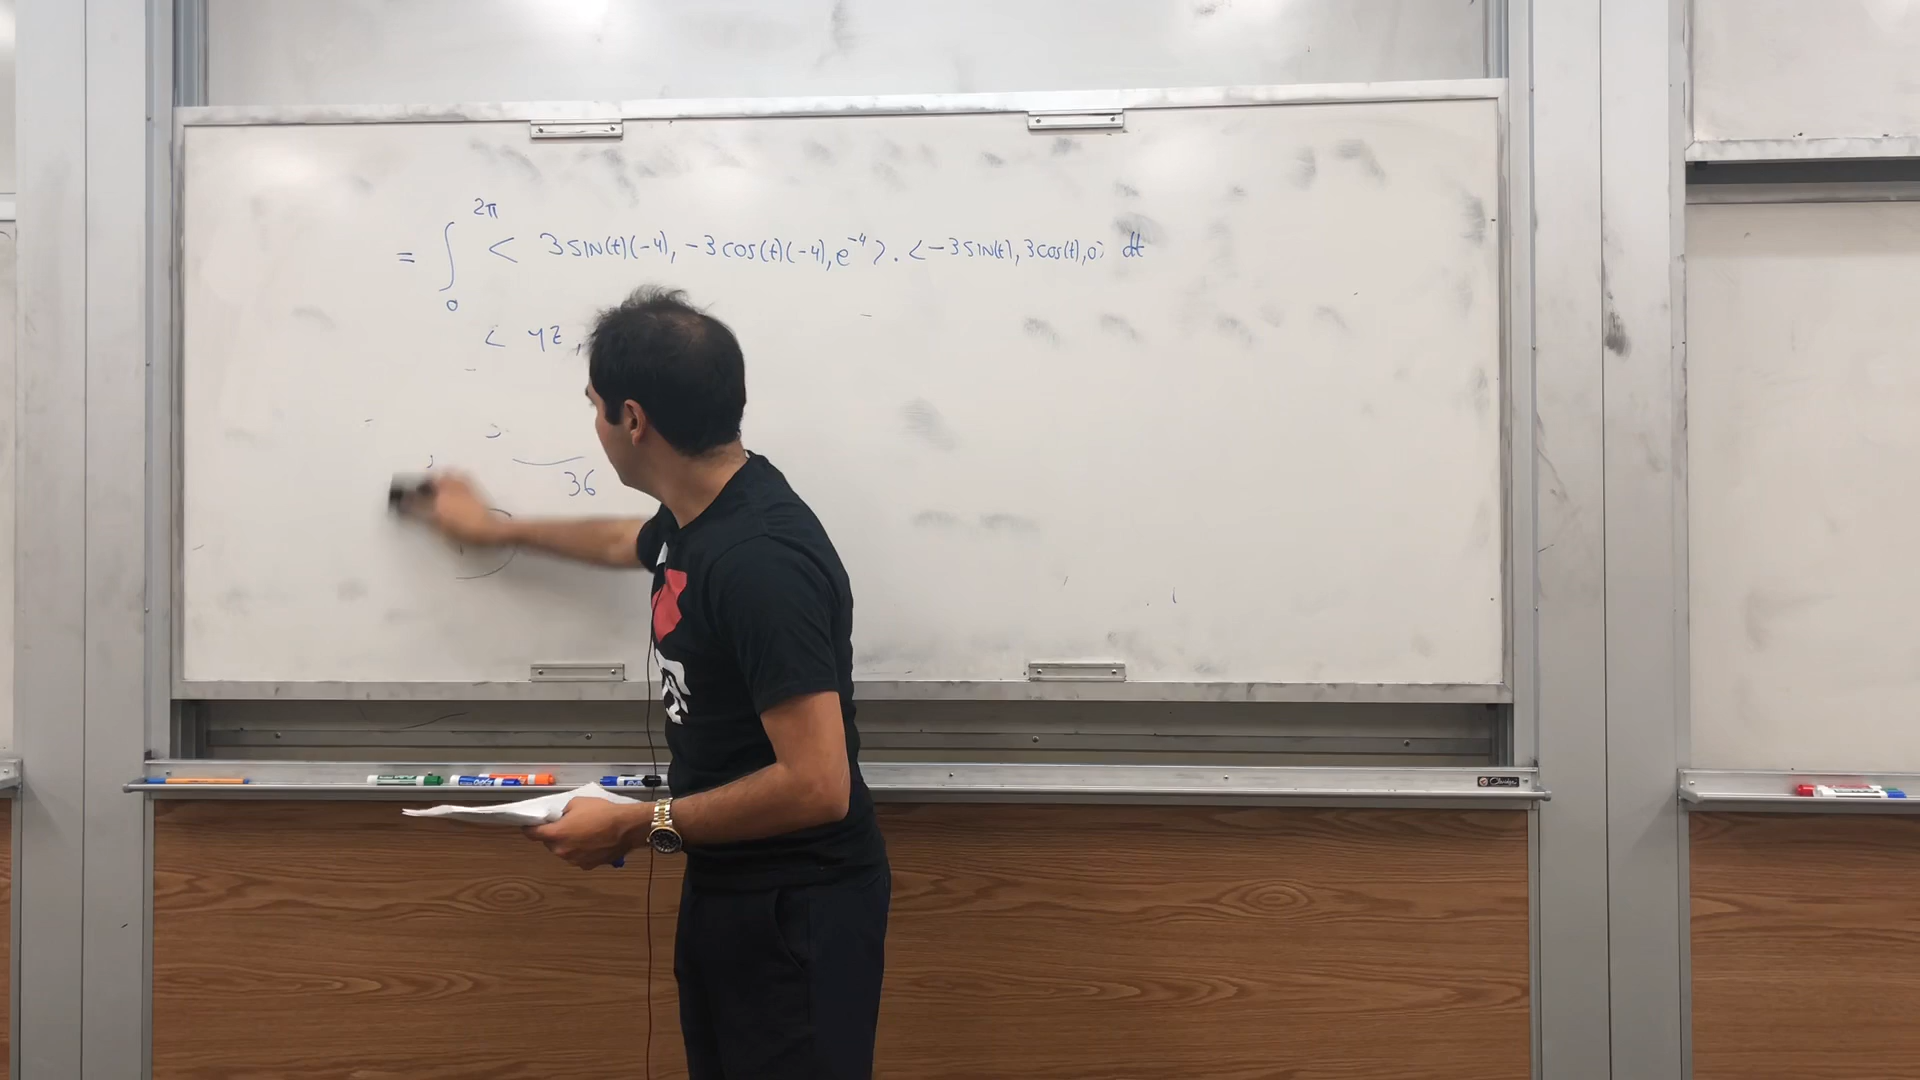 2π
= ∫ < 3sin(t)(-4), -3cos(t)(-4), e^-4 > . < -3sin(t), 3cos(t), 0> dt
0
< yz ,
36